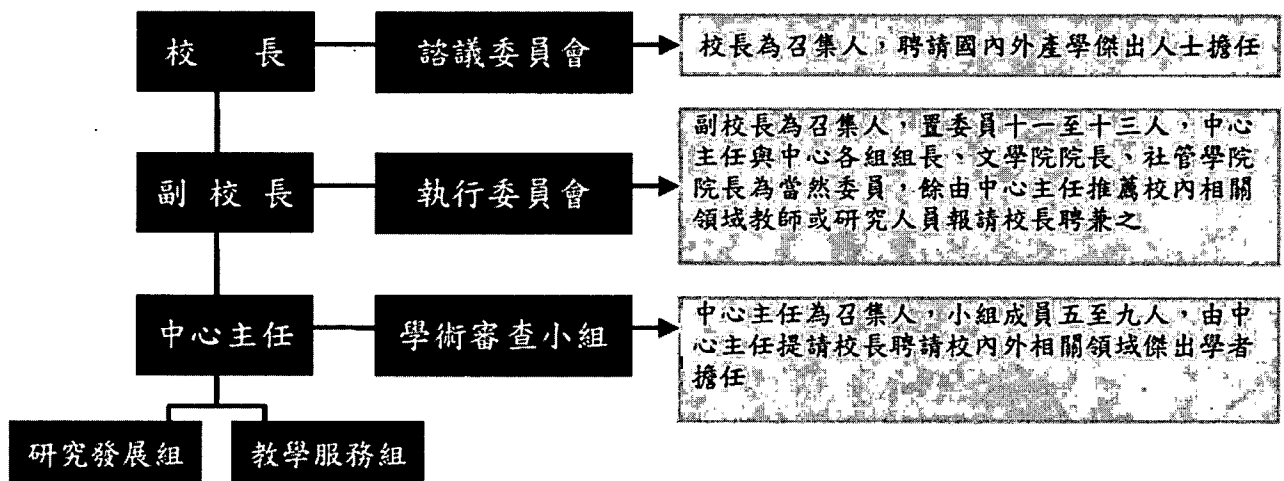 校 長
諮議委員會
校長為召集人，聘請國內外產學傑出人士擔任
副校長
執行委員會
副校長為召集人，置委員十一至十三人，中心
主任與中心各組組長、文學院院長、社管學院
院長為當然委員，餘由中心主任推薦校內相關
領域教師或研究人員報請校長聘兼之
中心主任
學術審查小組
中心主任為召集人，小組成員五至九人，由中
心主任提請校長聘請校內外相關領域傑出學者
擔任
研究發展組
教學服務組